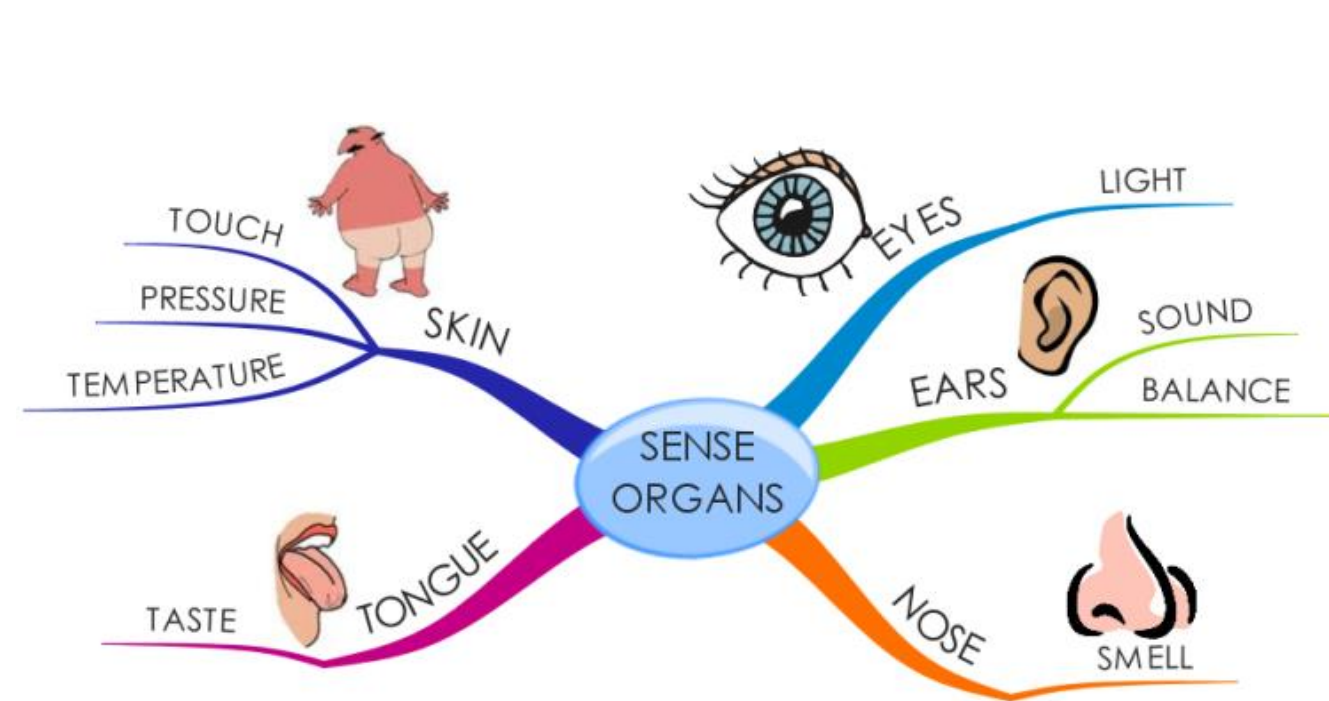 SENSE
ORGANS
EYES
LIGHT
EARS
SOUND
BALANCE
NOSE
SMELL
TONGUE
TASTE
SKIN
TOUCH
PRESSURE
TEMPERATURE